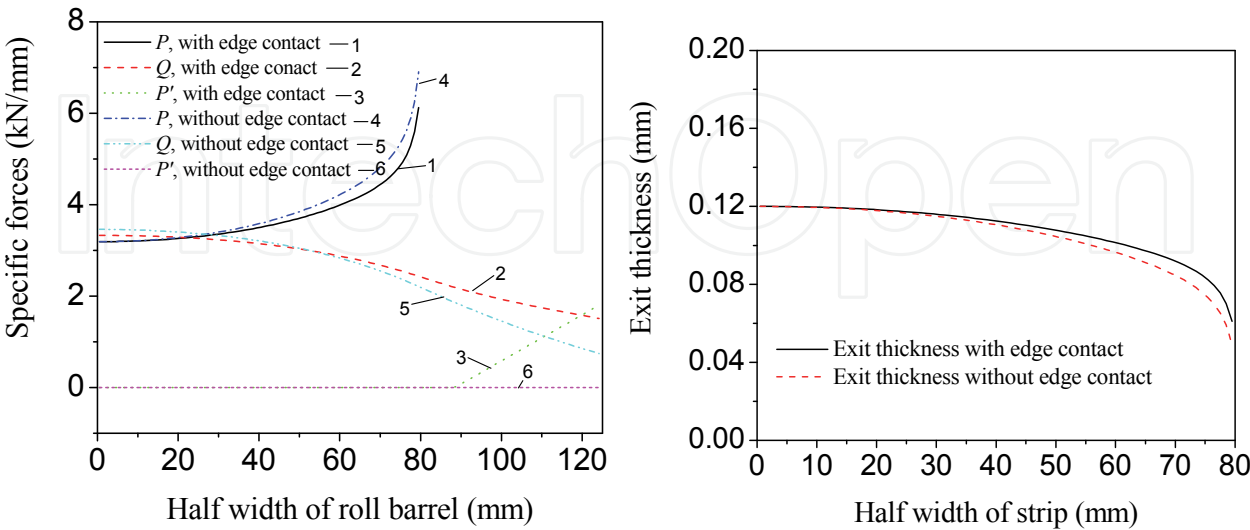 Specific forces (kN/mm)
8
6
4
2
0
P, with edge contact 1
Q, with edge conact 2
P', with edge contact 3
P, without edge contact 4
Q, without edge contact 5
P', without edge contact 6
4
1
2
5
3
6
0 20 40 60 80 100 120
Half width of roll barrel (mm)
Exit thickness (mm)
0.20
0.16
0.12
0.08
0.04
0.00
Exit thickness with edge contact
Exit thickness without edge contact
0 10 20 30 40 50 60 70 80
Half width of strip (mm)
IntechOpen